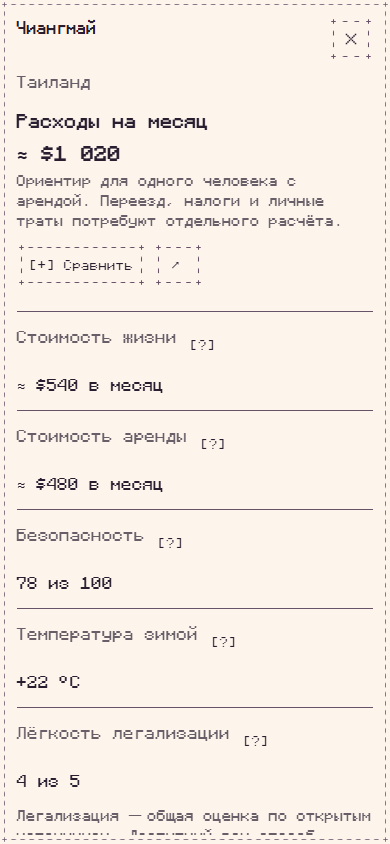 Чиангмай
×
Таиланд
Расходы на месяц
≈ $1 020
Ориентир для одного человека с
арендой. Переезд, налоги и личные
траты потребуют отдельного расчёта.
[+] Сравнить ↗
Стоимость жизни [?]
≈ $540 в месяц
Стоимость аренды [?]
≈ $480 в месяц
Безопасность [?]
78 из 100
Температура зимой [?]
+22 °C
Лёгкость легализации [?]
4 из 5
Легализация — общая оценка по открытым